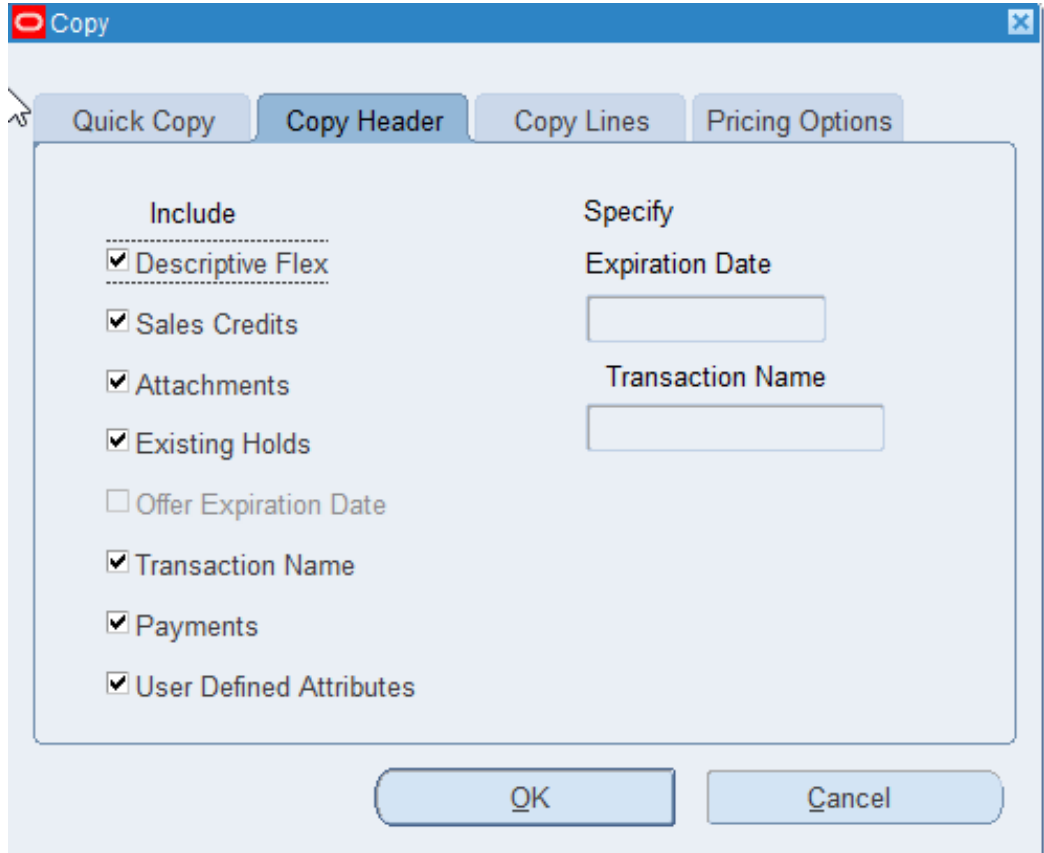 Copy
Quick Copy Copy Header Copy Lines Pricing Options
Include
Descriptive Flex
Sales Credits
Attachments
Existing Holds
Offer Expiration Date
Transaction Name
Payments
User Defined Attributes
Specify
Expiration Date
Transaction Name
OK Cancel